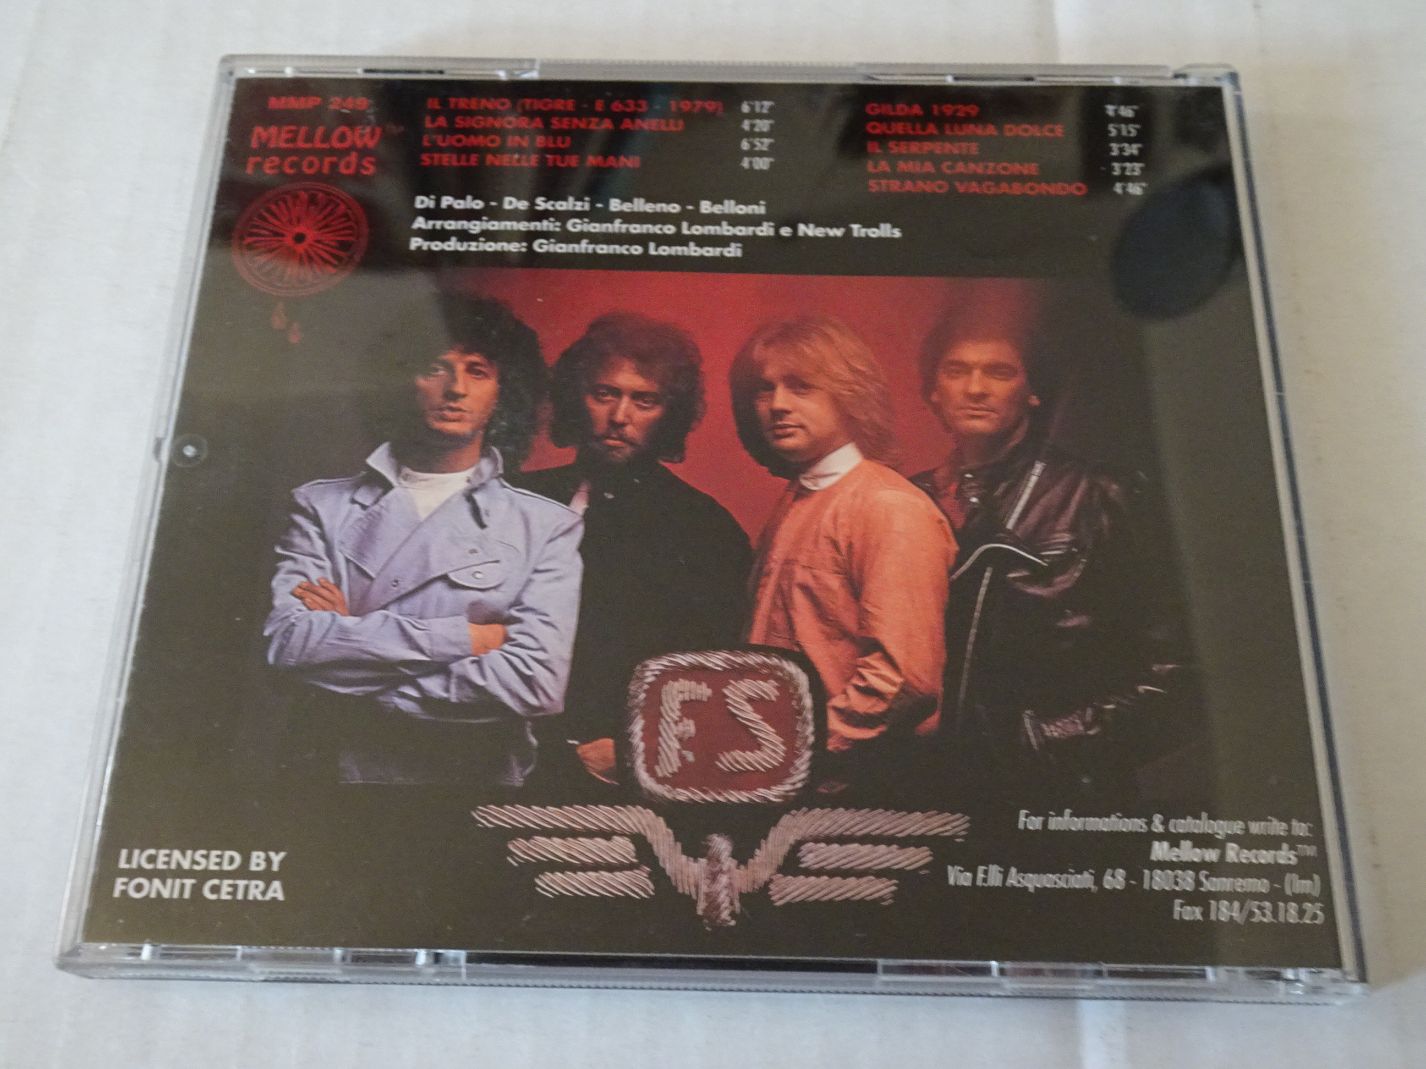 MMP 249
MELLOW™
records
IL TRENO (TIGRE - E 633 - 1979) 6'12"
LA SIGNORA SENZA ANELLI 4'20"
L'UOMO IN BLU 6'52"
STELLE NELLE TUE MANI 4'00"
GILDA 1929
QUELLA LUNA DOLCE 5'15"
IL SERPENTE 3'34"
LA MIA CANZONE 3'23"
STRANO VAGABONDO 4'46"
Di Palo - De Scalzi - Belleno - Belloni
Arrangiamenti: Gianfranco Lombardi e New Trolls
Produzione: Gianfranco Lombardi
FS
LICENSED BY
FONIT CETRA
For informations & catalogue write to:
Mellow Records™
Via F.lli Asquasciati, 68 - 18038 Sanremo - (Im)
Fax 184/53.18.25